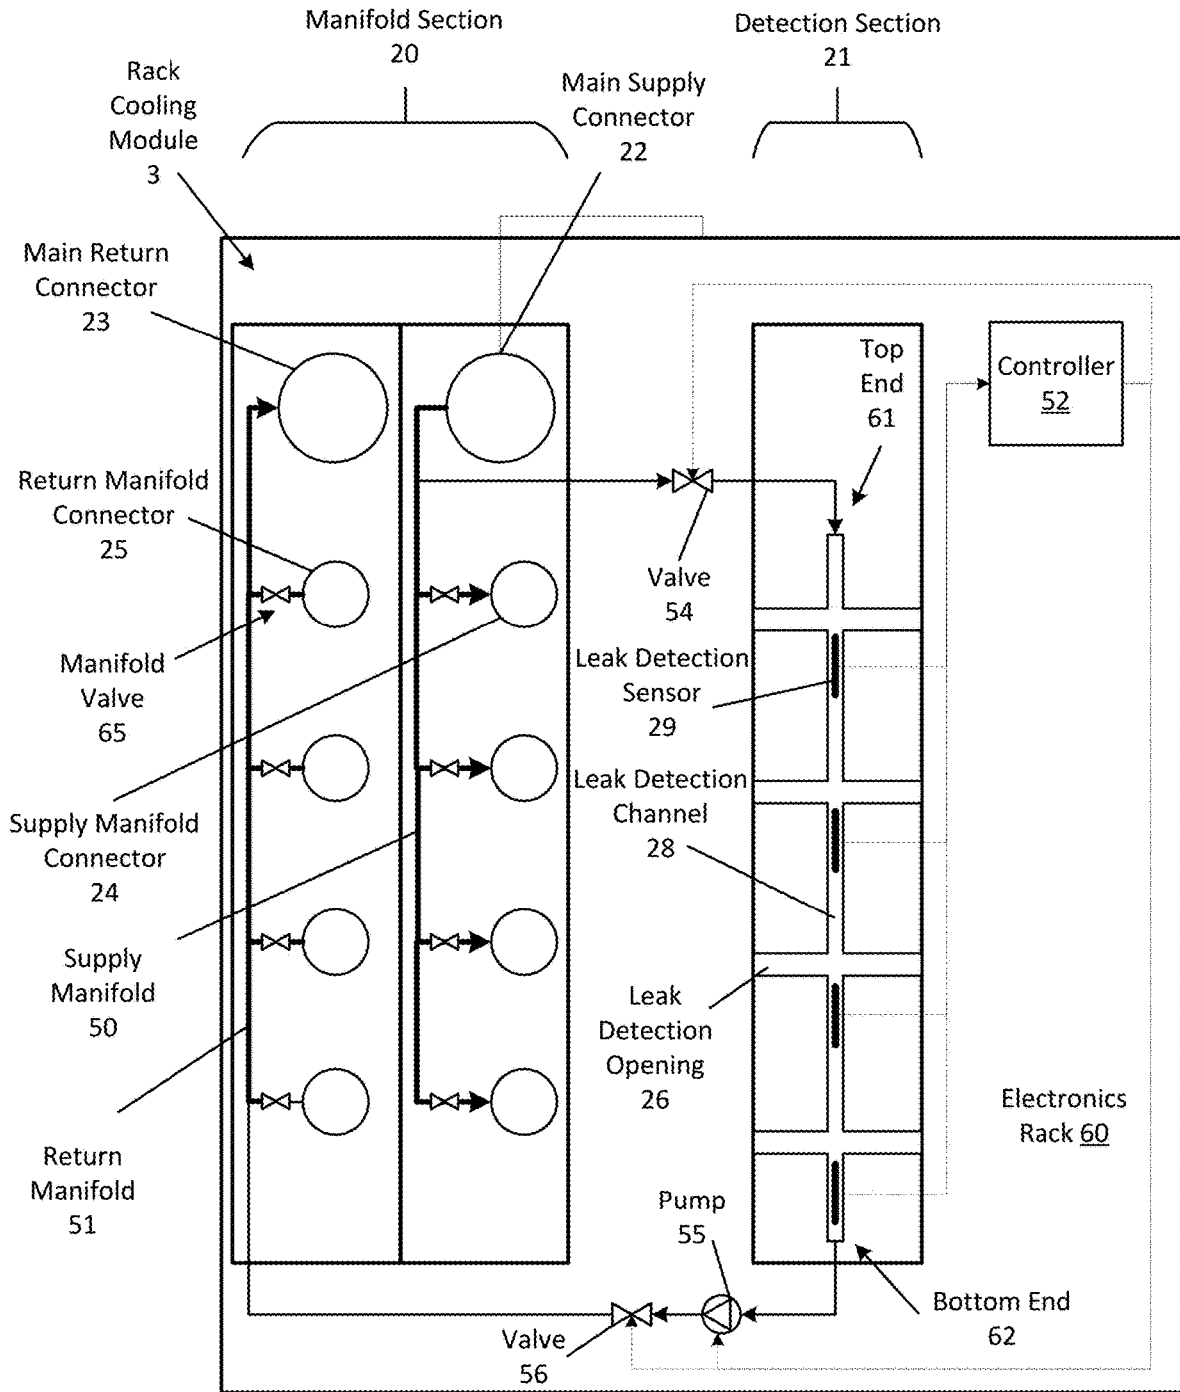 Manifold Section
20
Detection Section
21
Rack
Cooling
Module
3
Main Supply
Connector
22
Main Return
Connector
23
Top
End
61
Controller
52
Return Manifold
Connector
25
Valve
54
Manifold
Valve
65
Leak Detection
Sensor
29
Leak Detection
Channel
28
Supply Manifold
Connector
24
Supply
Manifold
50
Leak
Detection
Opening
26
Electronics
Rack 60
Return
Manifold
51
Pump
55
Bottom End
62
Valve
56